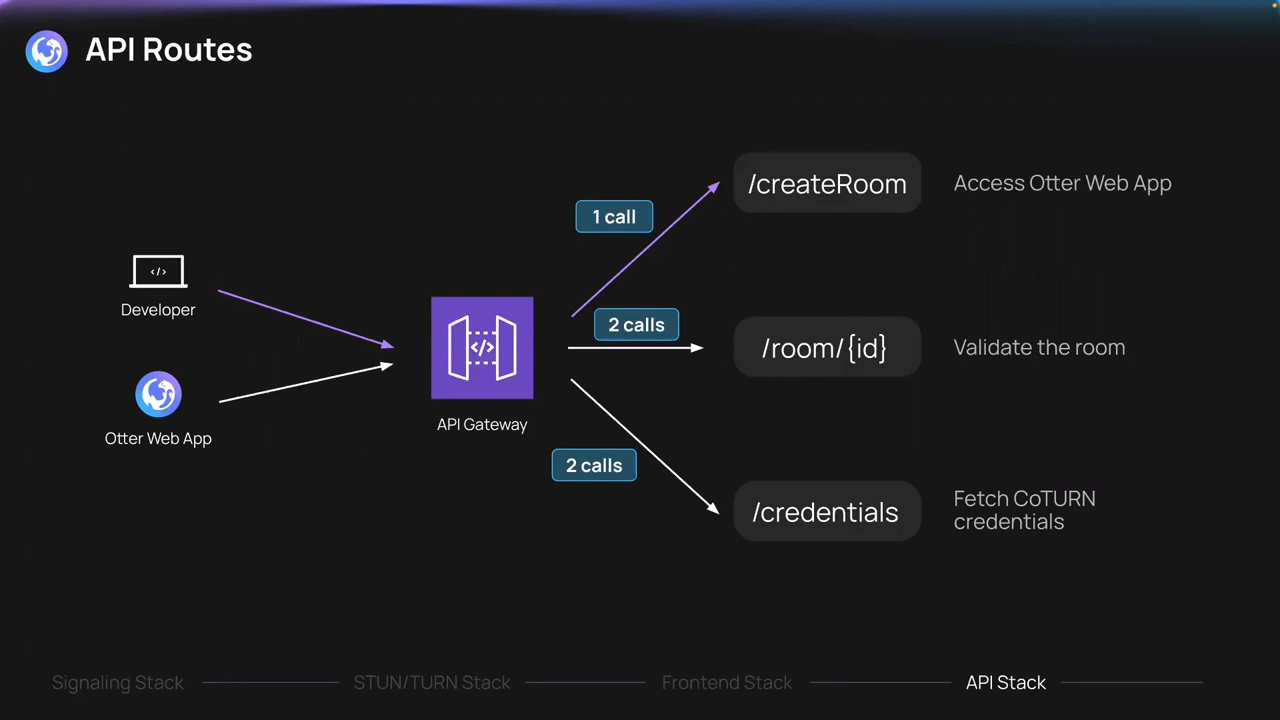 API Routes
/createRoom
Access Otter Web App
1 call
</>
Developer
2 calls
/room/{id}
Validate the room
</>
API Gateway
Otter Web App
2 calls
/credentials
Fetch CoTURN
credentials
Signaling Stack
STUN/TURN Stack
Frontend Stack
API Stack